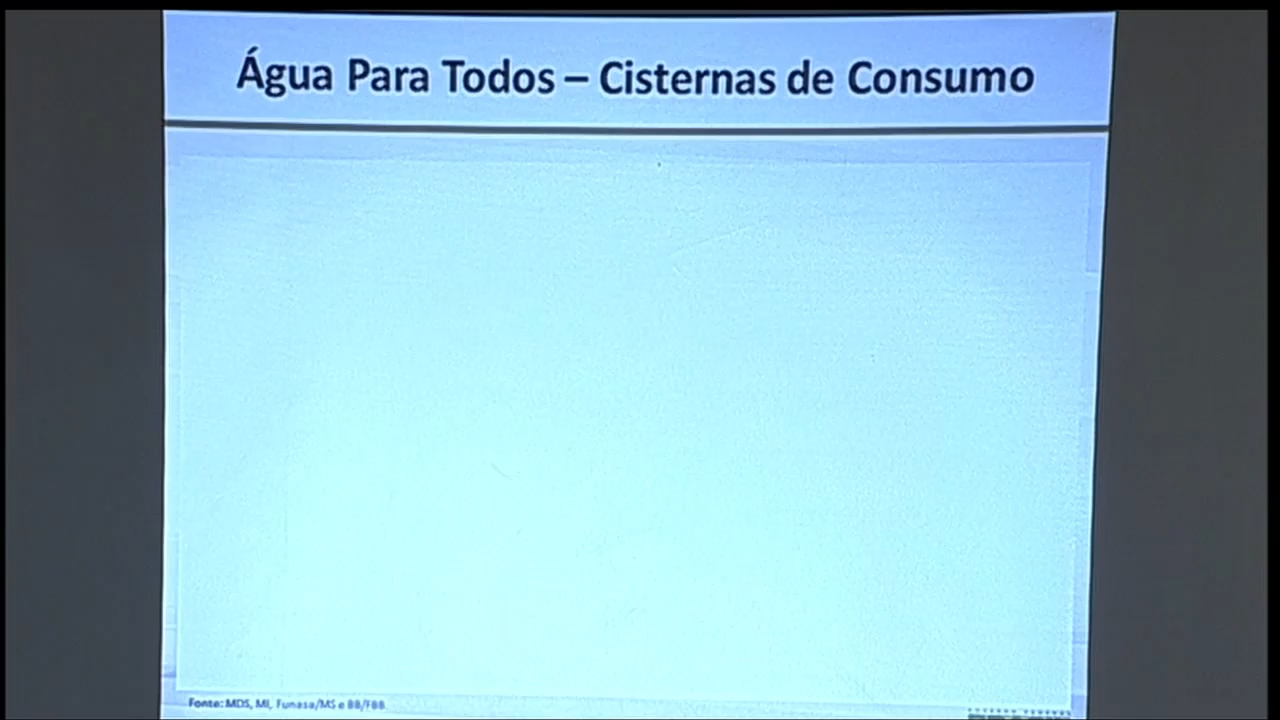 Água Para Todos – Cisternas de Consumo
Fonte: MDS, MI, Funasa/MS e BB/FBB